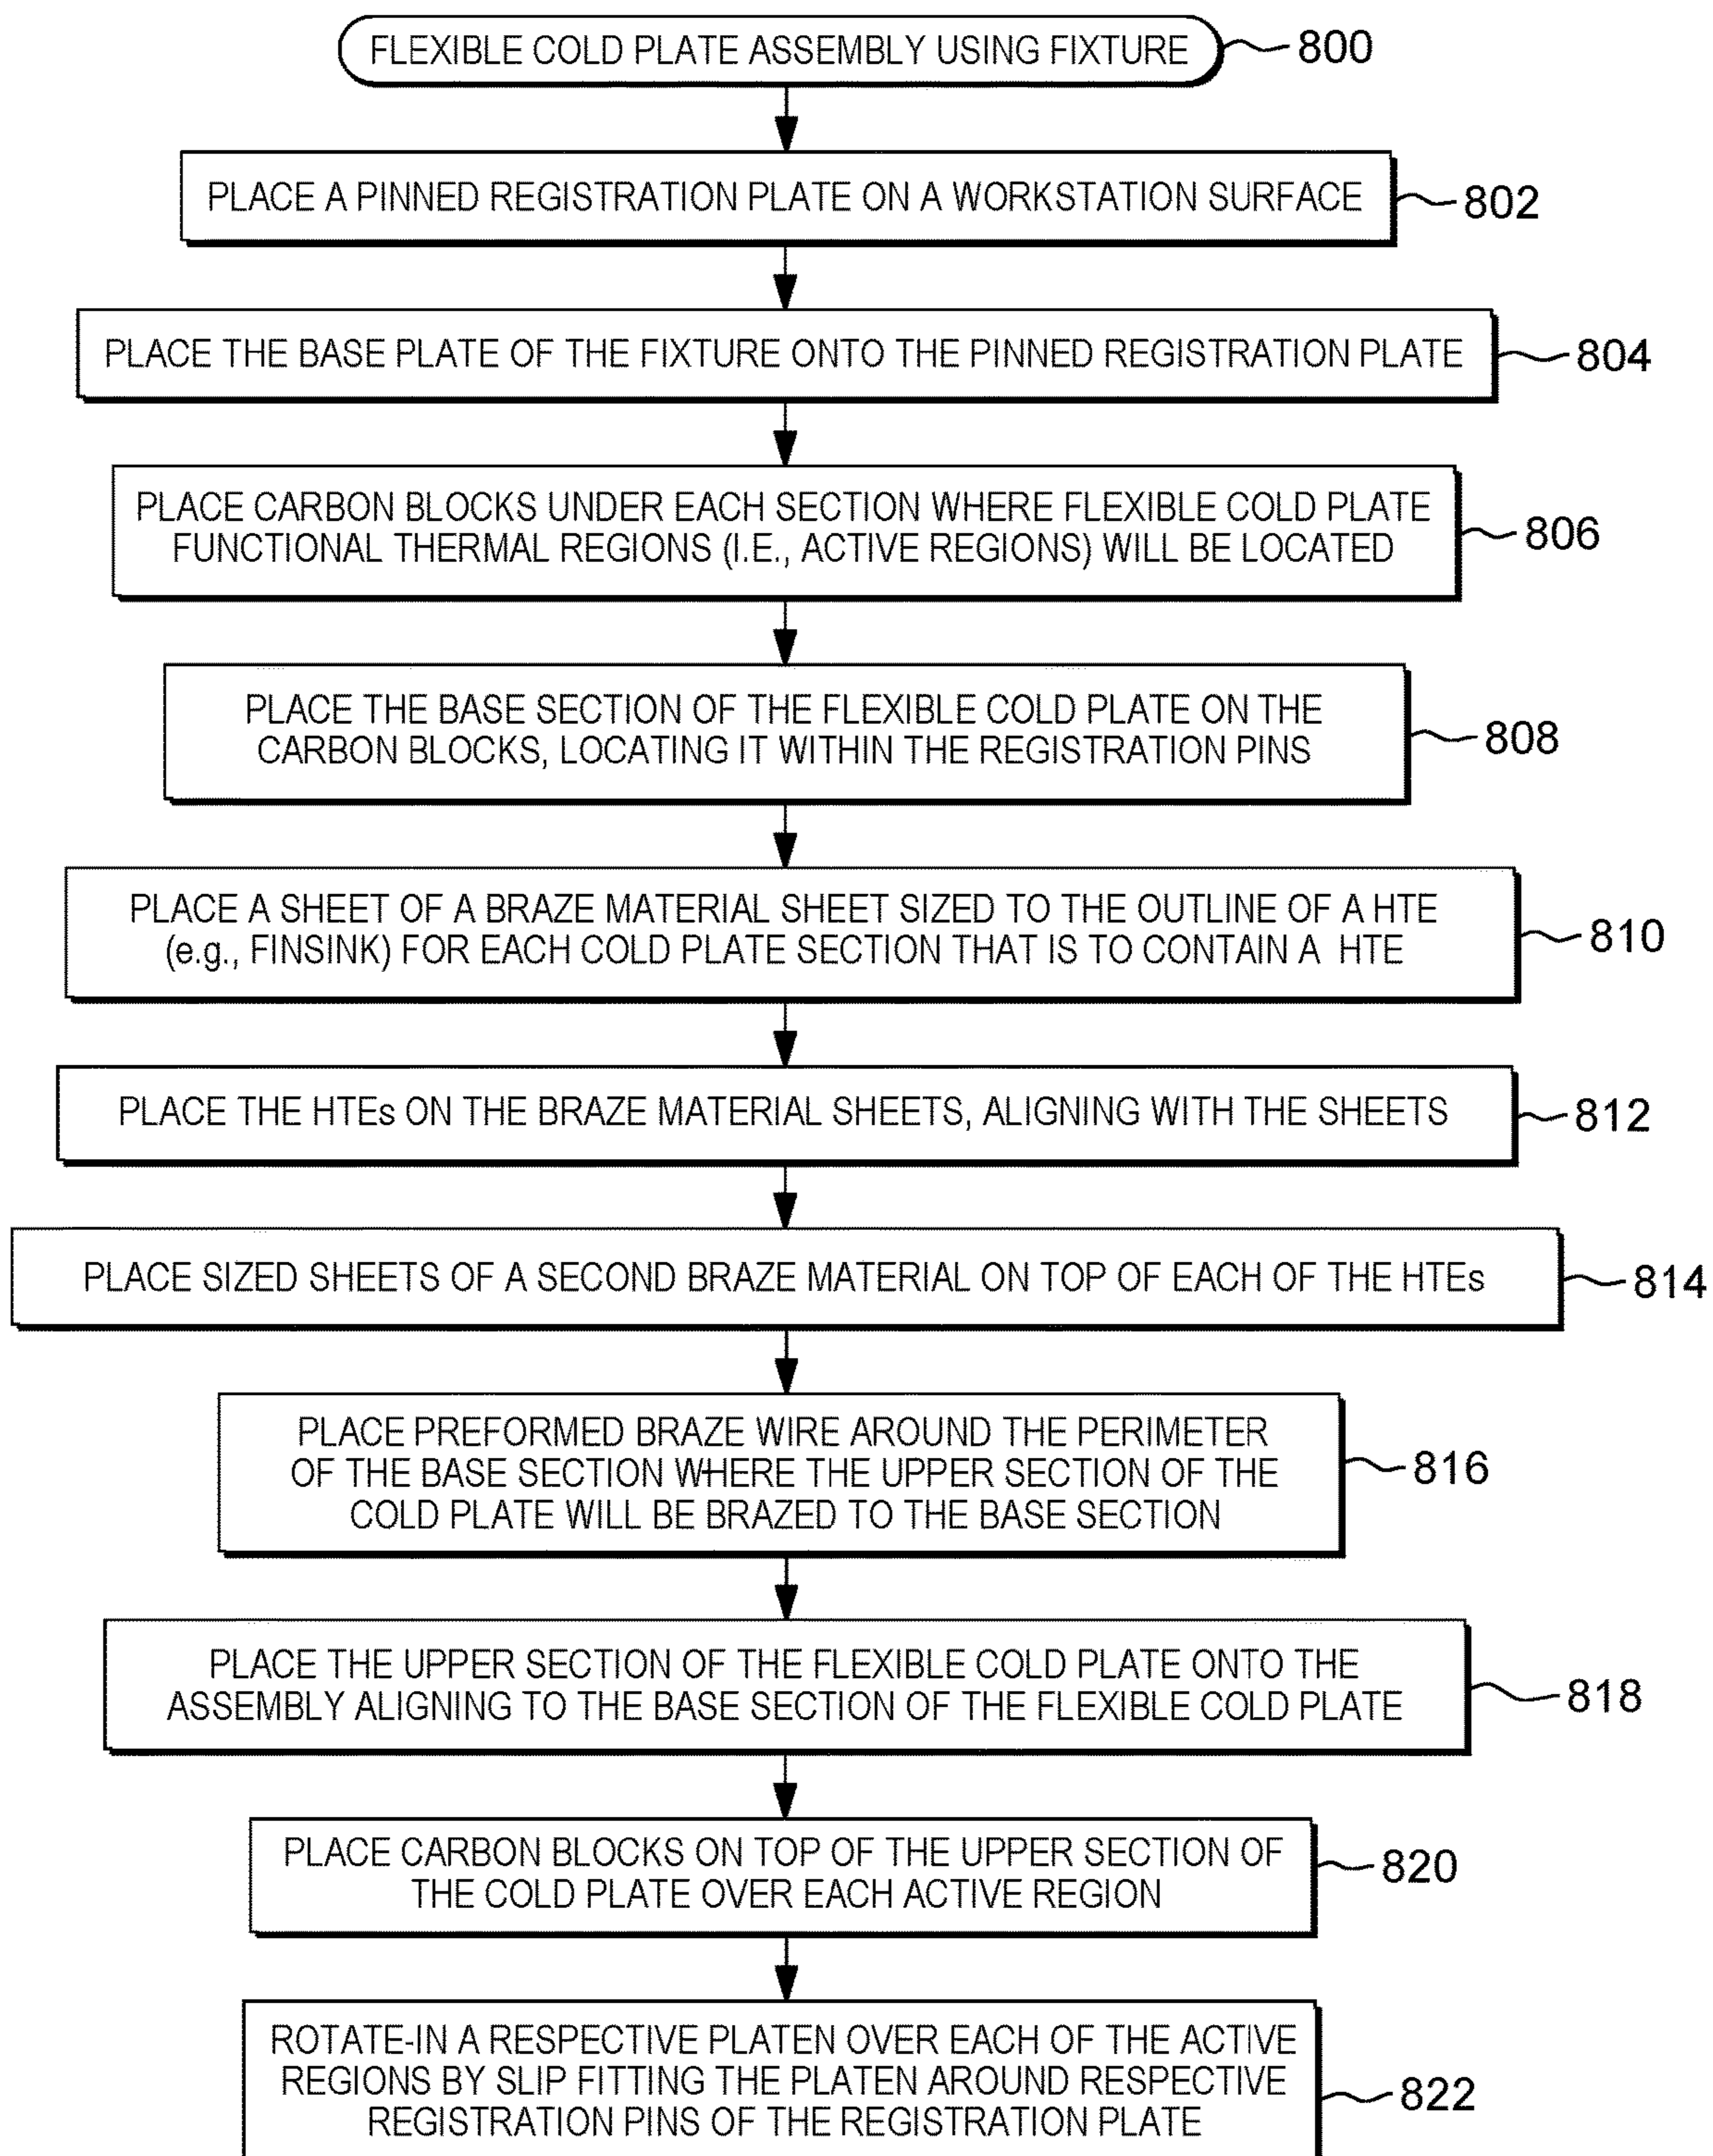 FLEXIBLE COLD PLATE ASSEMBLY USING FIXTURE
800
PLACE A PINNED REGISTRATION PLATE ON A WORKSTATION SURFACE
802
PLACE THE BASE PLATE OF THE FIXTURE ONTO THE PINNED REGISTRATION PLATE
804
PLACE CARBON BLOCKS UNDER EACH SECTION WHERE FLEXIBLE COLD PLATE
FUNCTIONAL THERMAL REGIONS (I.E., ACTIVE REGIONS) WILL BE LOCATED
806
PLACE THE BASE SECTION OF THE FLEXIBLE COLD PLATE ON THE
CARBON BLOCKS, LOCATING IT WITHIN THE REGISTRATION PINS
808
PLACE A SHEET OF A BRAZE MATERIAL SHEET SIZED TO THE OUTLINE OF A HTE
(e.g., FINSINK) FOR EACH COLD PLATE SECTION THAT IS TO CONTAIN A HTE
810
PLACE THE HTEs ON THE BRAZE MATERIAL SHEETS, ALIGNING WITH THE SHEETS
812
PLACE SIZED SHEETS OF A SECOND BRAZE MATERIAL ON TOP OF EACH OF THE HTEs
814
PLACE PREFORMED BRAZE WIRE AROUND THE PERIMETER
OF THE BASE SECTION WHERE THE UPPER SECTION OF THE
COLD PLATE WILL BE BRAZED TO THE BASE SECTION
816
PLACE THE UPPER SECTION OF THE FLEXIBLE COLD PLATE ONTO THE
ASSEMBLY ALIGNING TO THE BASE SECTION OF THE FLEXIBLE COLD PLATE
818
PLACE CARBON BLOCKS ON TOP OF THE UPPER SECTION OF
THE COLD PLATE OVER EACH ACTIVE REGION
820
ROTATE-IN A RESPECTIVE PLATEN OVER EACH OF THE ACTIVE
REGIONS BY SLIP FITTING THE PLATEN AROUND RESPECTIVE
REGISTRATION PINS OF THE REGISTRATION PLATE
822